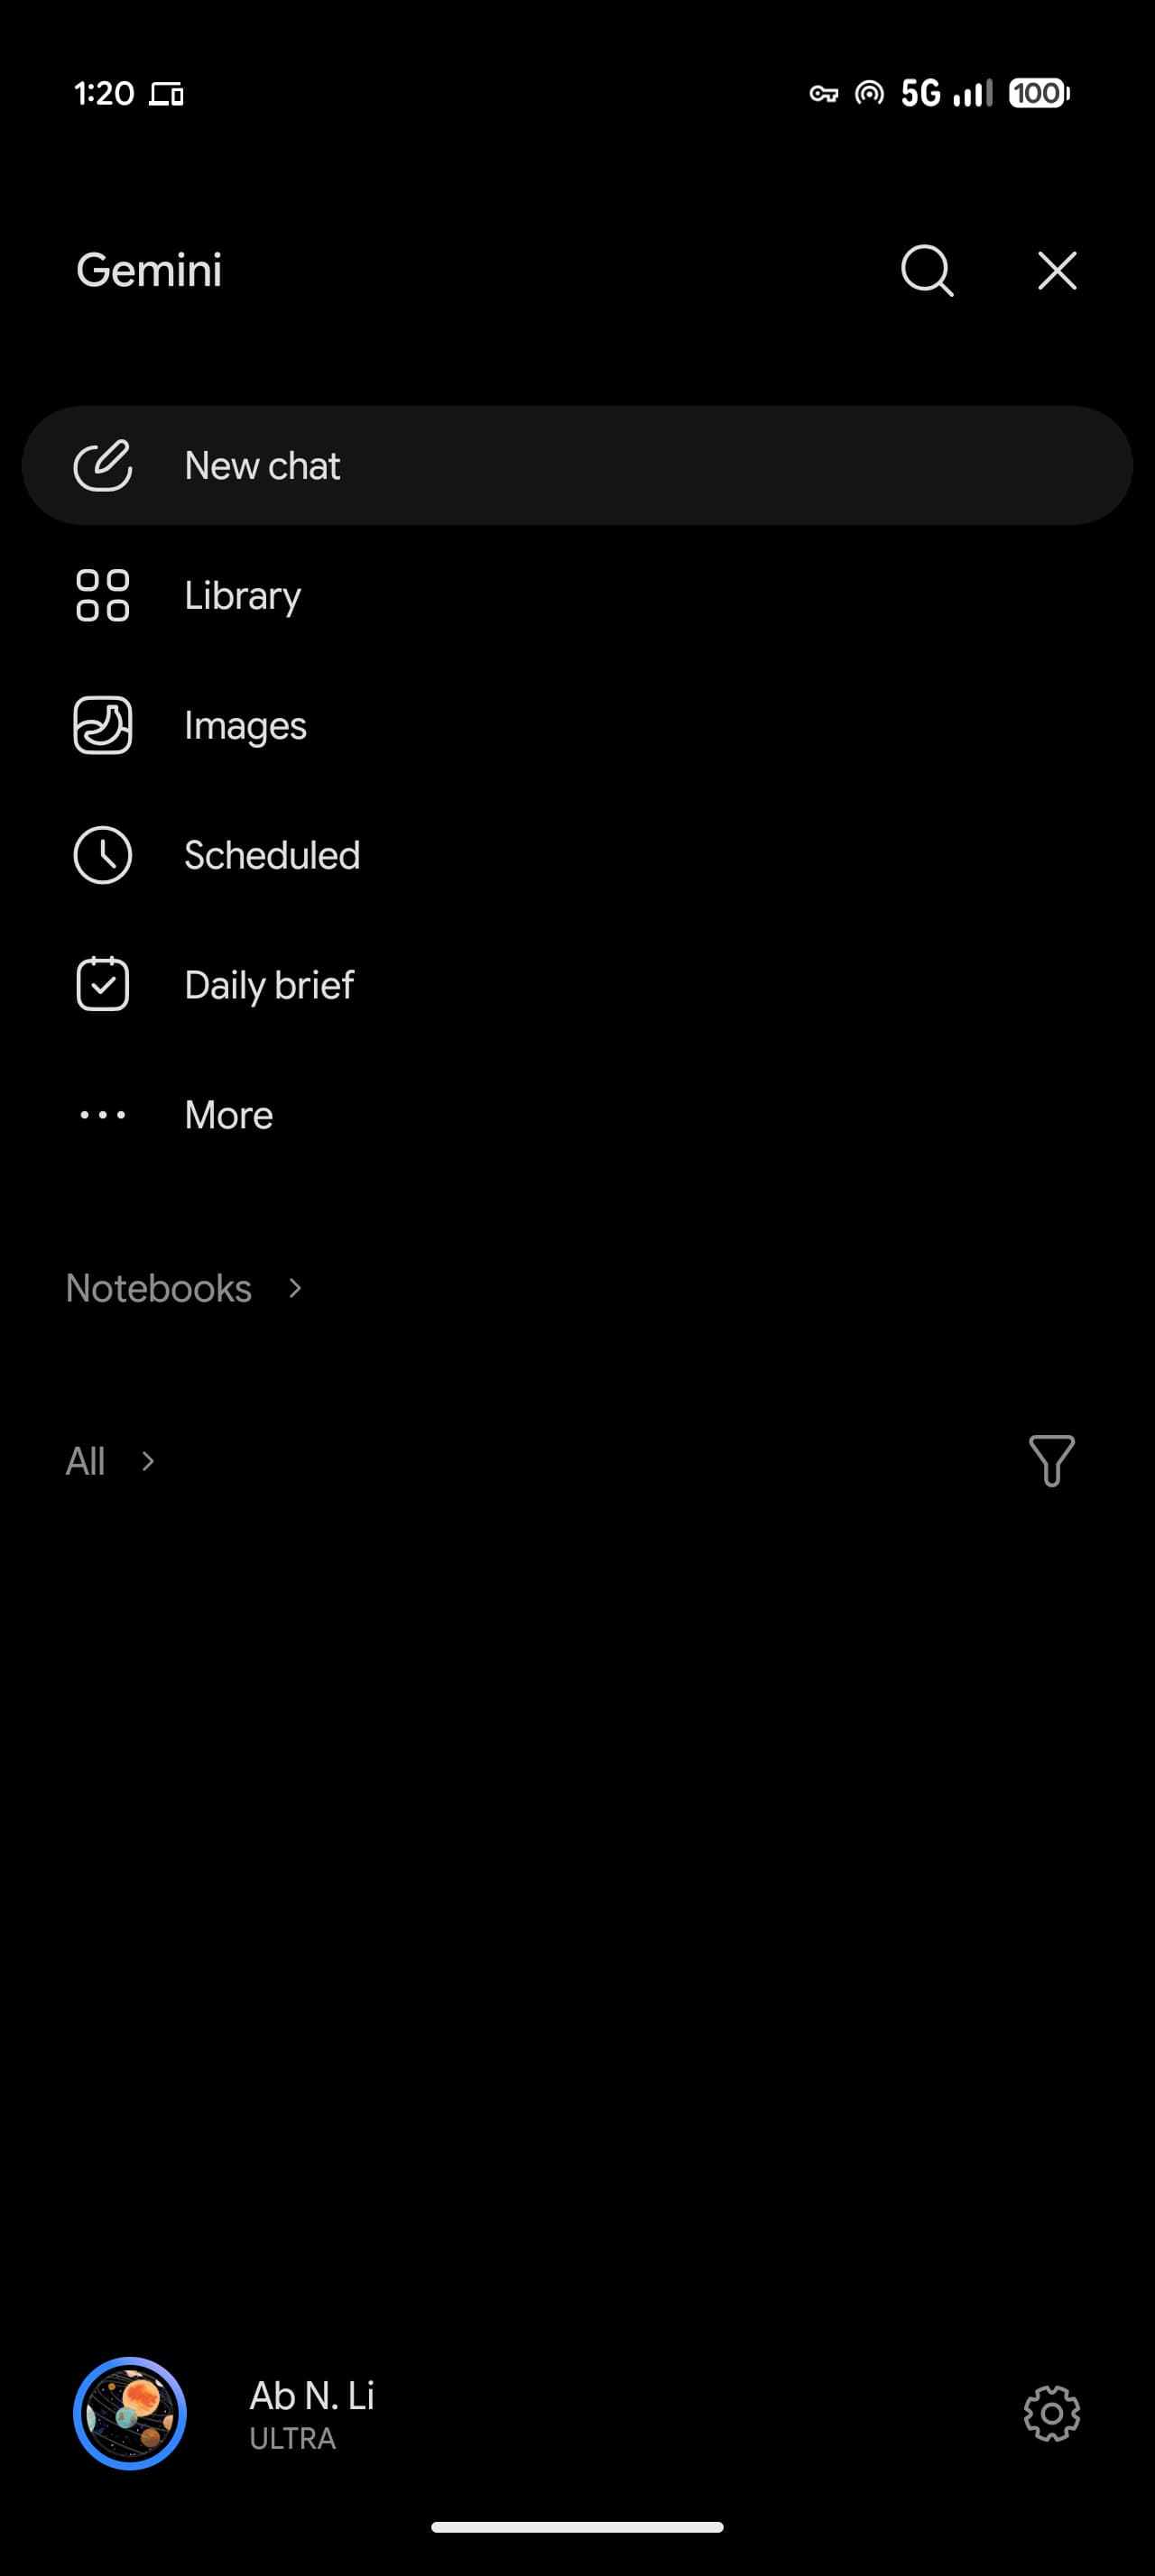 1:20 5G 100
Gemini
New chat
Library
Images
Scheduled
Daily brief
More
Notebooks
All
Ab N. Li
ULTRA